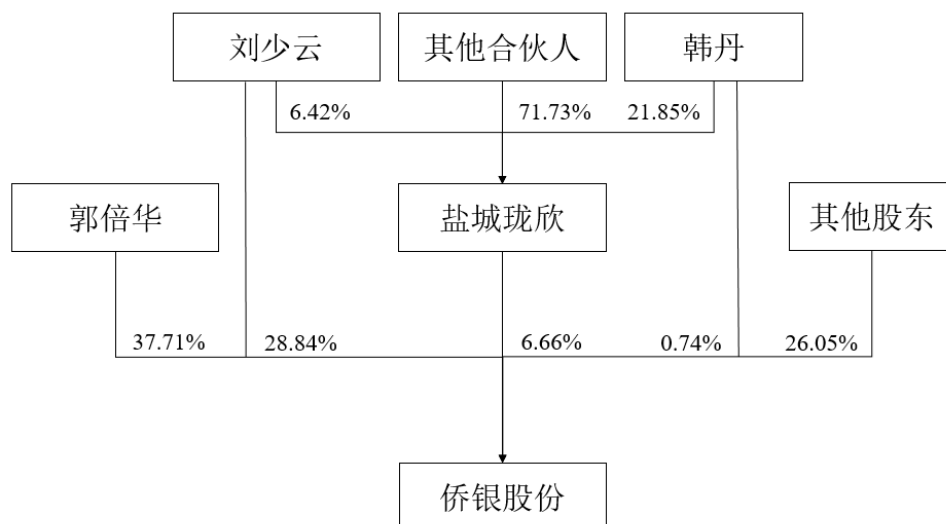 刘少云
其他合伙人
韩丹
6.42%
71.73%
21.85%
郭倍华
盐城珑欣
其他股东
37.71%
28.84%
6.66%
0.74%
26.05%
侨银股份